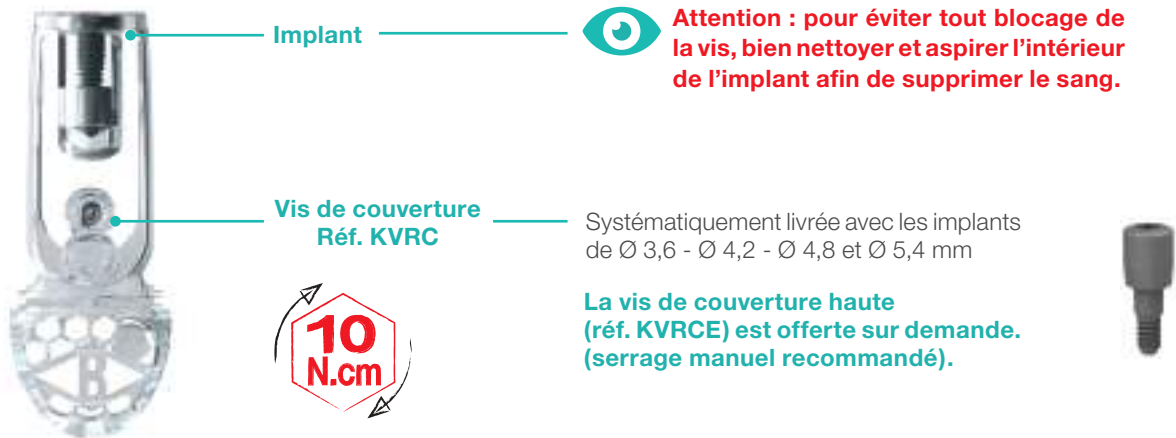 Implant
Attention : pour éviter tout blocage de
la vis, bien nettoyer et aspirer l'intérieur
de l'implant afin de supprimer le sang.
Vis de couverture
Réf. KVRC
Systématiquement livrée avec les implants
de Ø 3,6 - Ø 4,2 - Ø 4,8 et Ø 5,4 mm
La vis de couverture haute
(réf. KVRCE) est offerte sur demande.
(serrage manuel recommandé).
10
N.cm
B